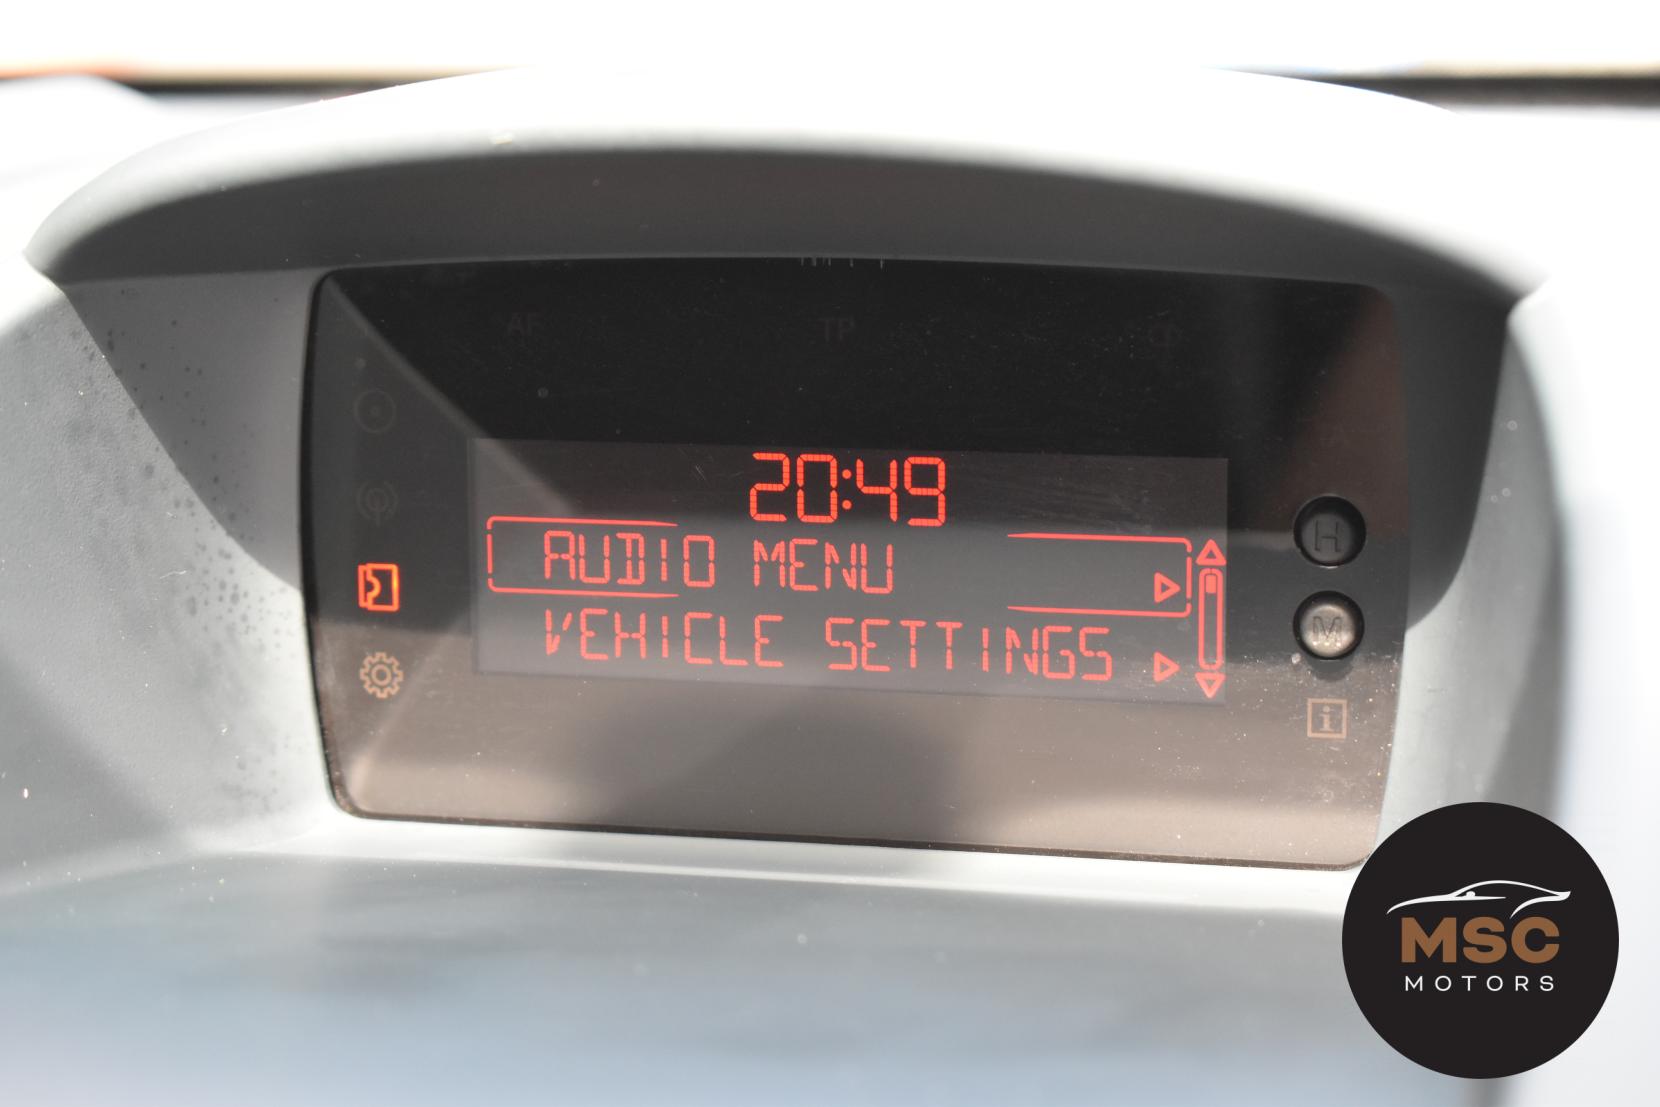 AF TP
20:49
AUDIO MENU
VEHICLE SETTINGS
H
M
i
MSC
MOTORS